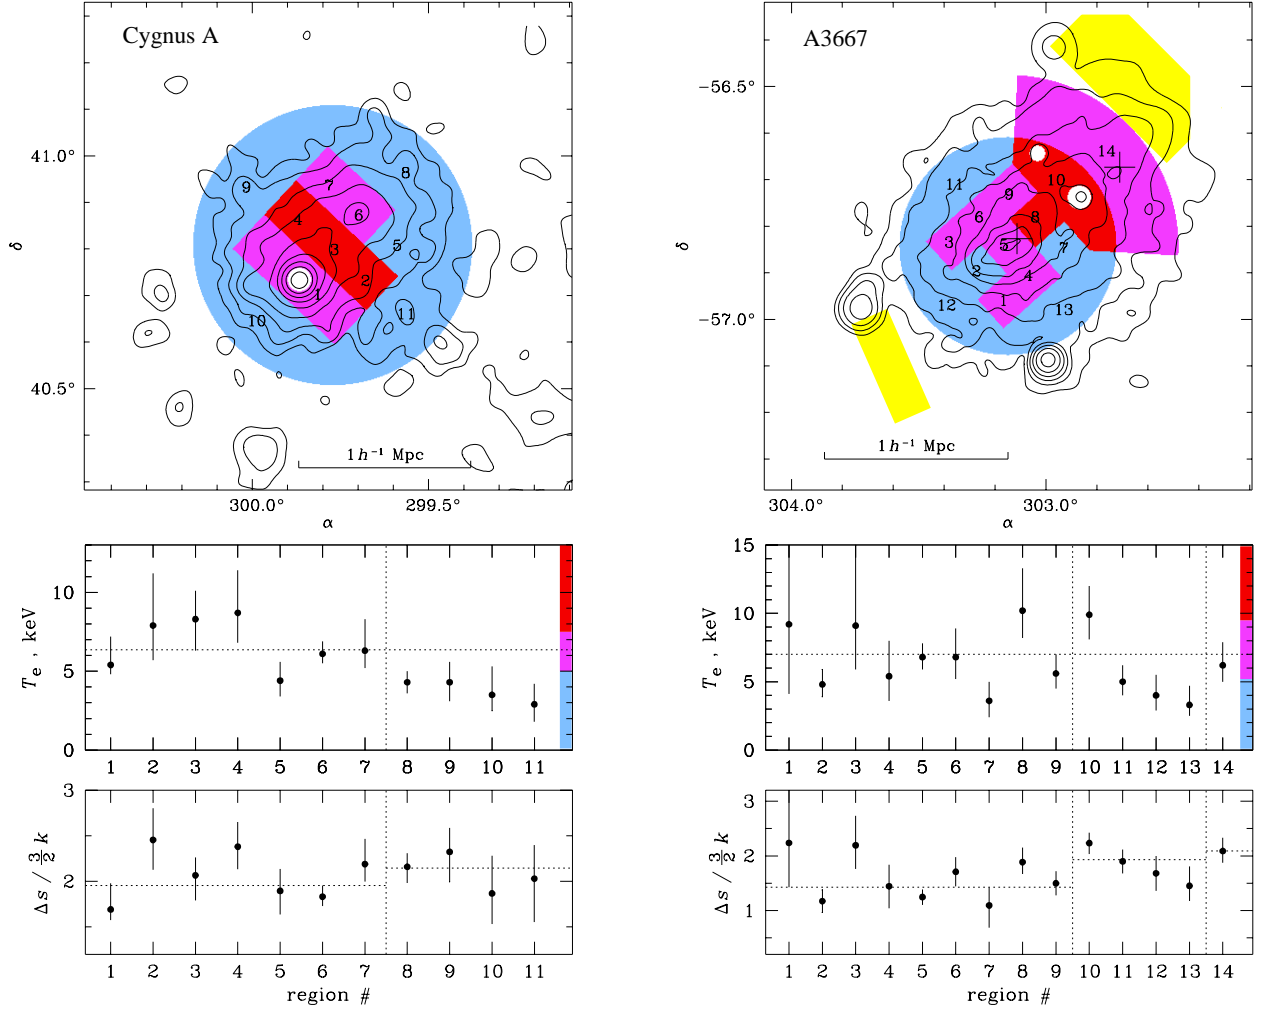 Cygnus A
A3667
δ
41.0°
40.5°
9
7
8
4
6
3
5
2
1
10
11
1 h⁻¹ Mpc
300.0°
299.5°
α
δ
−56.5°
−57.0°
14
11
10
9
6
8
3
5
7
2
4
1
12
13
1 h⁻¹ Mpc
304.0°
303.0°
α
Te , keV
10
5
0
1 2 3 4 5 6 7 8 9 10 11
Te , keV
15
10
5
0
1 2 3 4 5 6 7 8 9 10 11 12 13 14
Δs / 3/2 k
3
2
1 2 3 4 5 6 7 8 9 10 11
region #
Δs / 3/2 k
3
2
1
1 2 3 4 5 6 7 8 9 10 11 12 13 14
region #